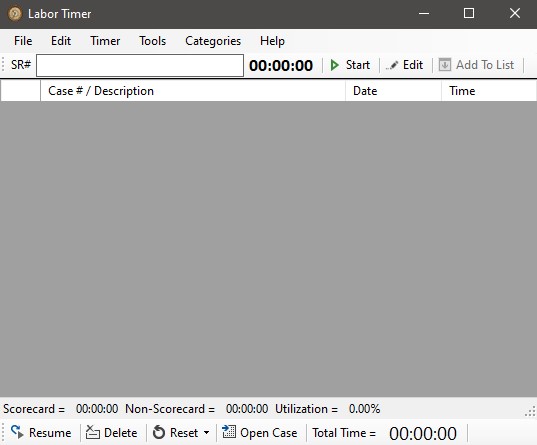 Labor Timer
File Edit Timer Tools Categories Help
SR# 00:00:00 Start Edit Add To List
Case # / Description Date Time
Scorecard = 00:00:00 Non-Scorecard = 00:00:00 Utilization = 0.00%
Resume Delete Reset Open Case Total Time = 00:00:00